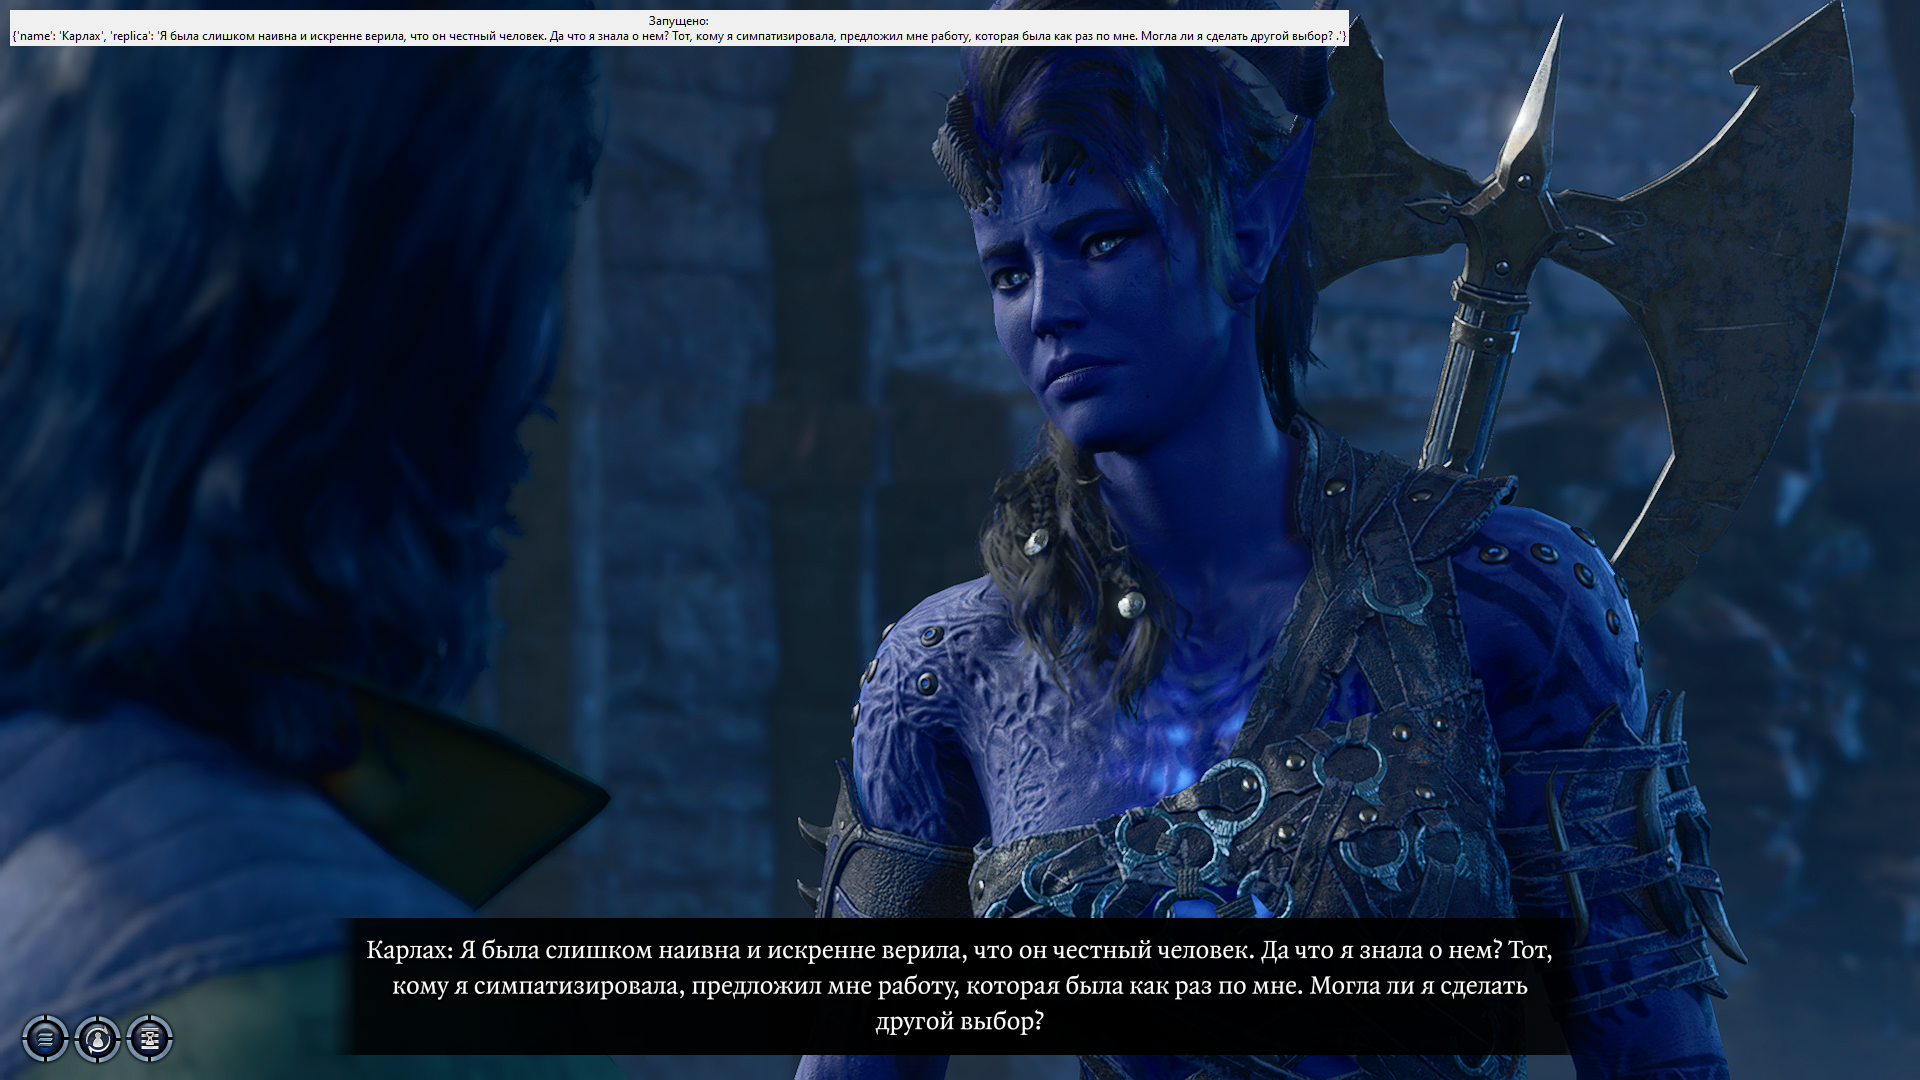 Запущено:
{'name': 'Карлах', 'replica': 'Я была слишком наивна и искренне верила, что он честный человек. Да что я знала о нем? Тот, кому я симпатизировала, предложил мне работу, которая была как раз по мне. Могла ли я сделать другой выбор? .'}
Карлах: Я была слишком наивна и искренне верила, что он честный человек. Да что я знала о нем? Тот,
кому я симпатизировала, предложил мне работу, которая была как раз по мне. Могла ли я сделать
другой выбор?